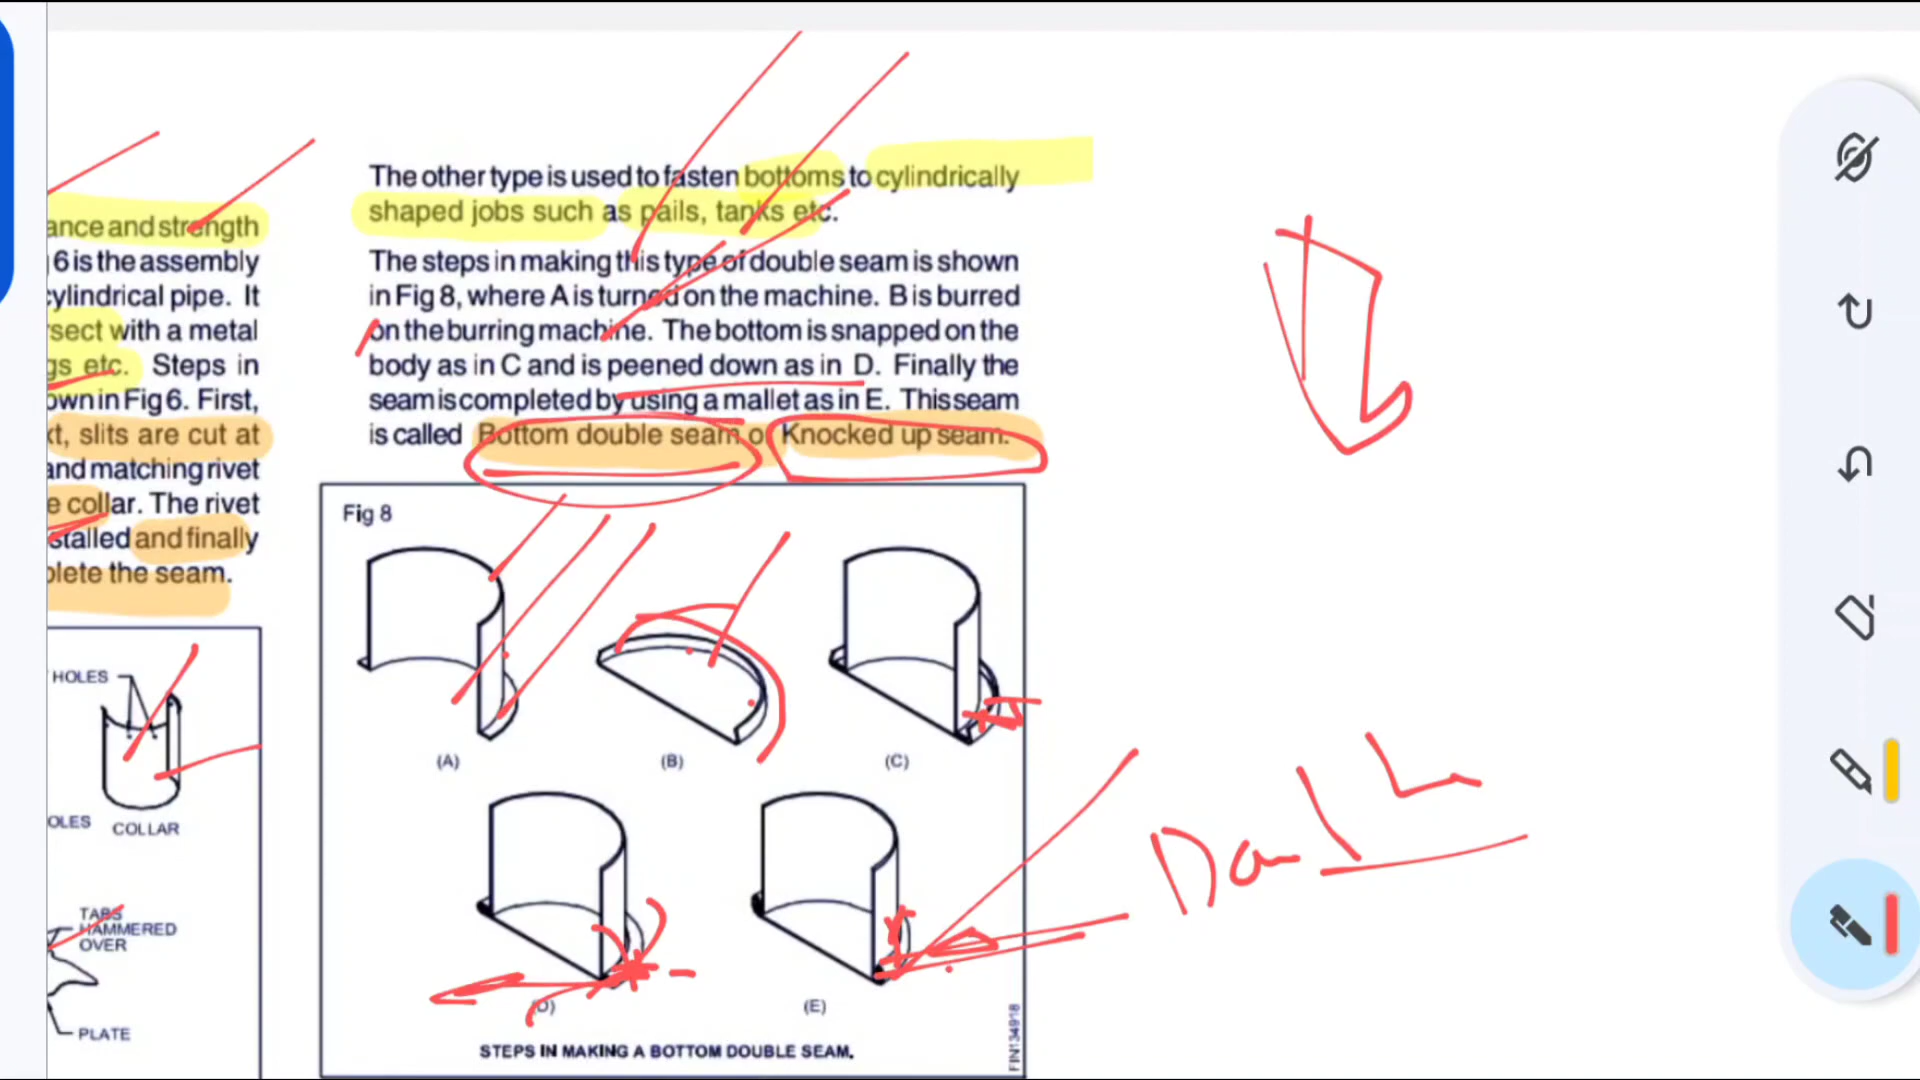 ance and strength
6 is the assembly
ylindrical pipe. It
sect with a metal
gs etc. Steps in
own in Fig 6. First,
t, slits are cut at
and matching rivet
e collar. The rivet
stalled and finally
plete the seam.
HOLES
OLES
COLLAR
TABS
HAMMERED
OVER
PLATE
The other type is used to fasten bottoms to cylindrically
shaped jobs such as pails, tanks etc.
The steps in making this type of double seam is shown
in Fig 8, where A is turned on the machine. B is burred
on the burring machine. The bottom is snapped on the
body as in C and is peened down as in D. Finally the
seam is completed by using a mallet as in E. This seam
is called Bottom double seam or Knocked up seam.
Fig 8
(A)
(B)
(C)
(D)
(E)
STEPS IN MAKING A BOTTOM DOUBLE SEAM.
FIN134918